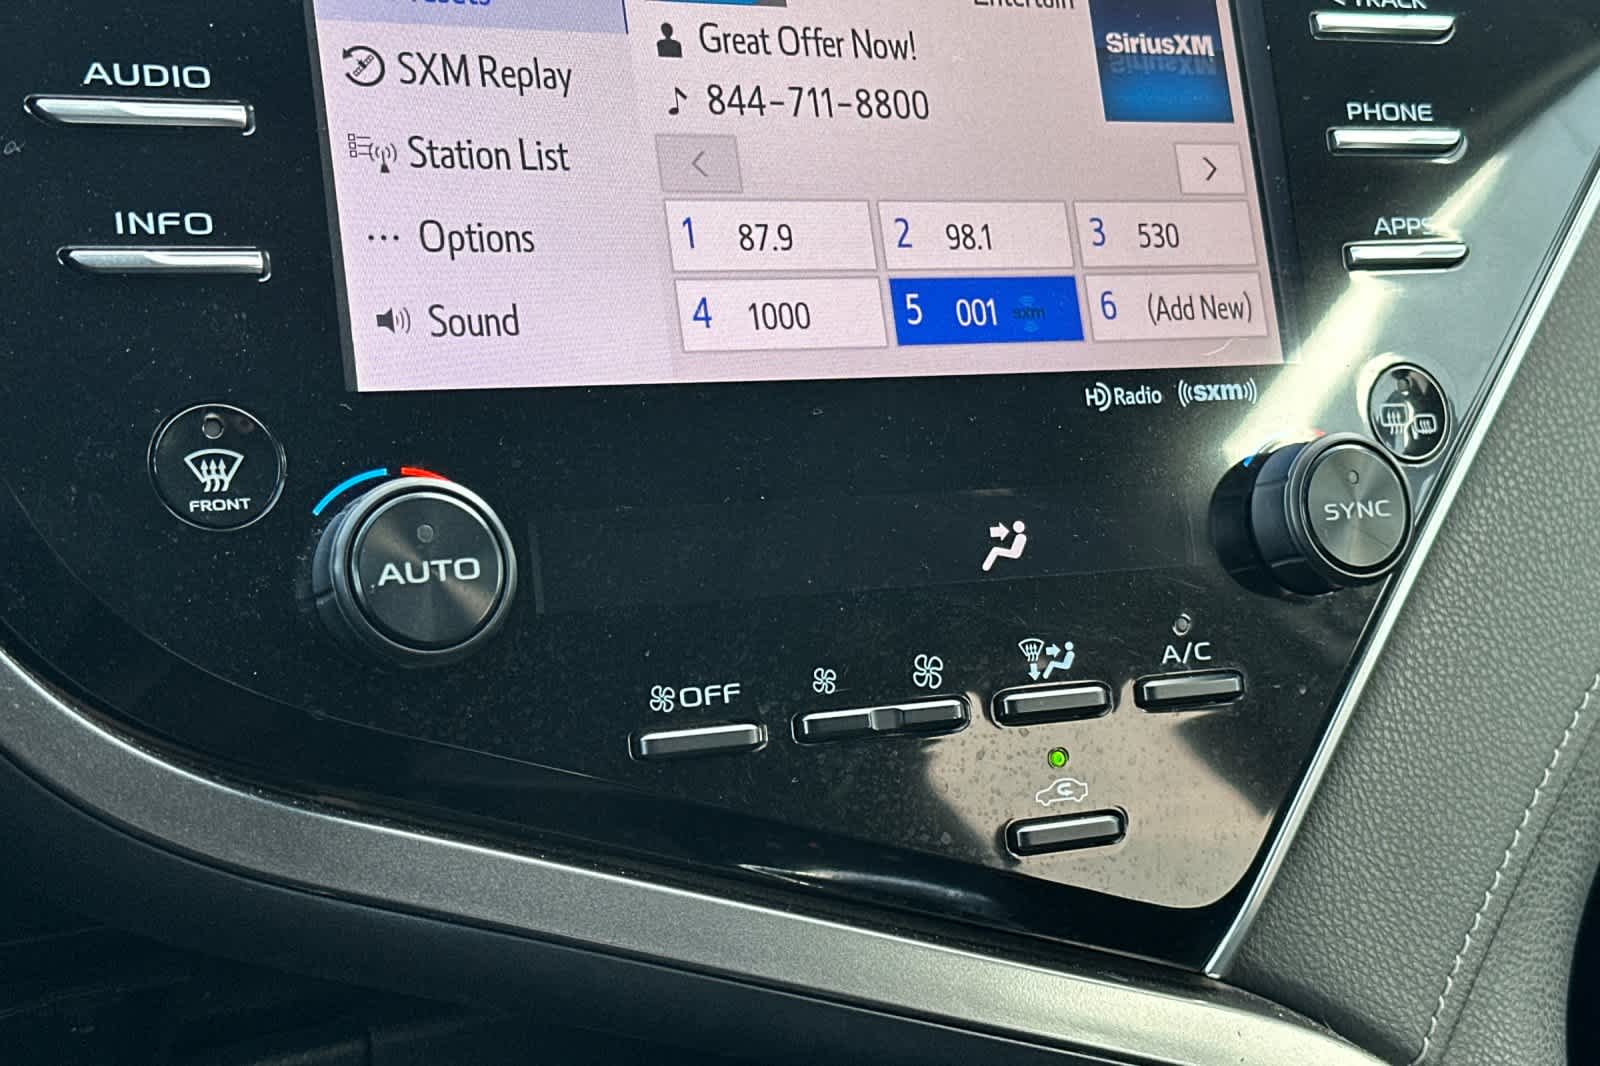 AUDIO
INFO
SXM Replay
Station List
Options
Sound
Great Offer Now!
844-711-8800
SiriusXM
1 87.9
2 98.1
3 530
4 1000
5 001 sxm
6 (Add New)
TRACK
PHONE
APPS
HD Radio
sxm
FRONT
AUTO
SYNC
OFF
A/C